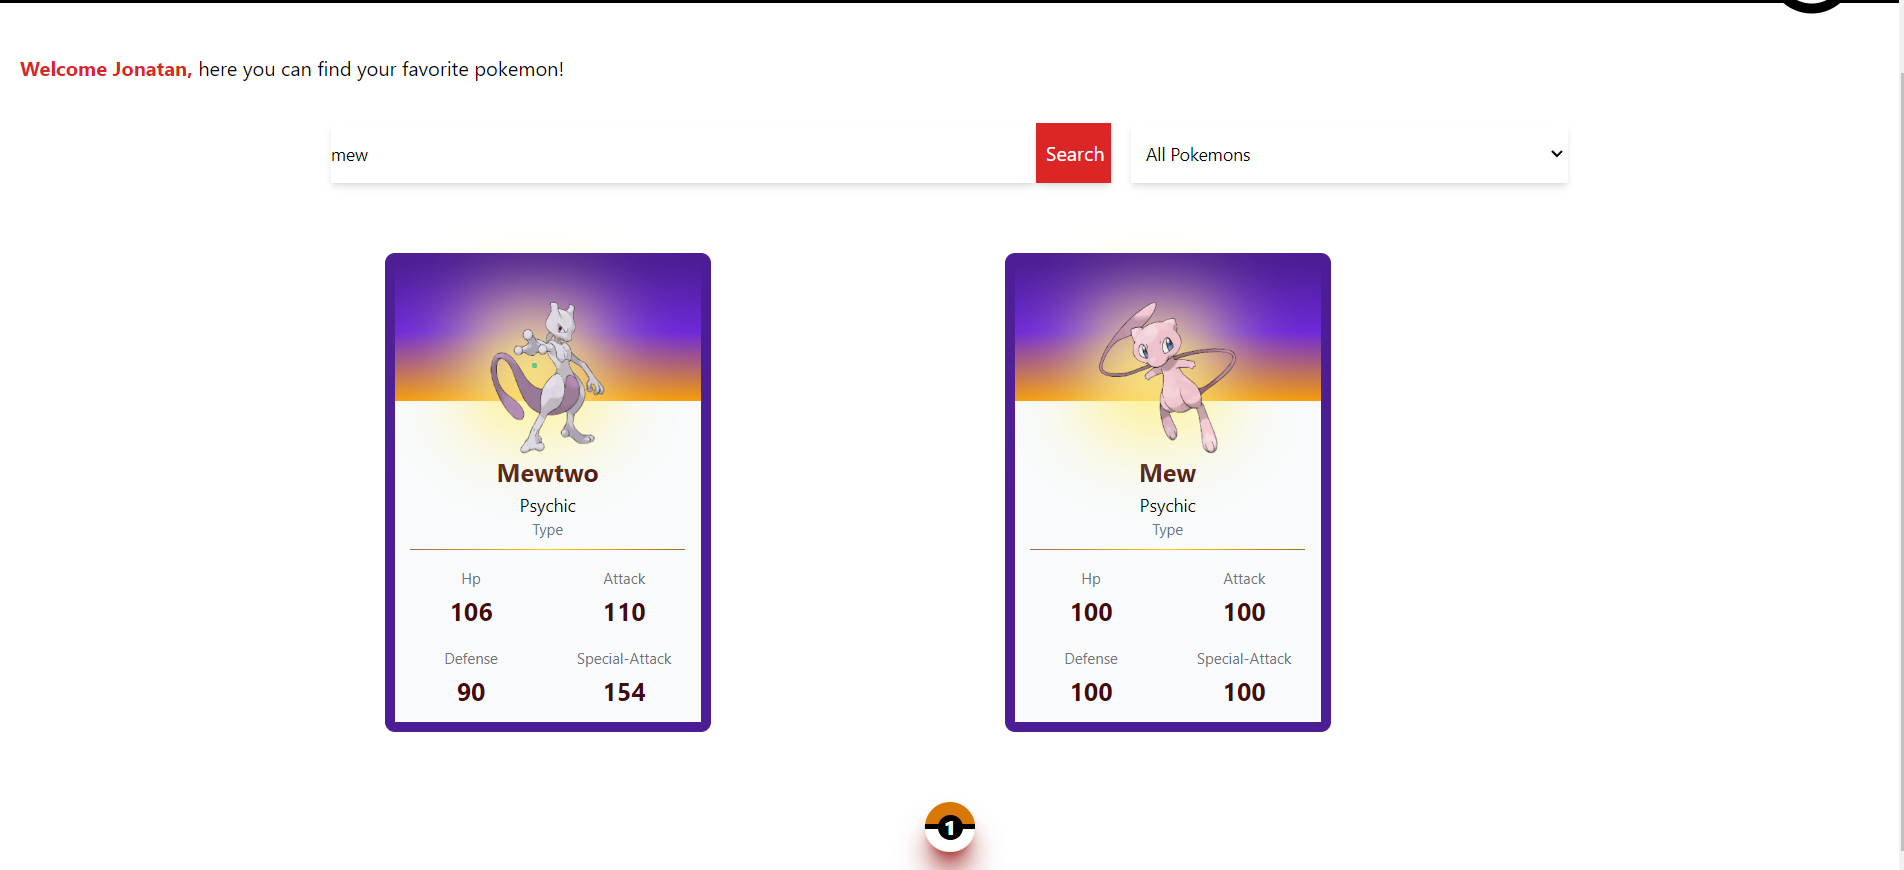 Welcome Jonatan, here you can find your favorite pokemon!
mew
Search
All Pokemons
Mewtwo
Psychic
Type
Hp
Attack
106
110
Defense
Special-Attack
90
154
Mew
Psychic
Type
Hp
Attack
100
100
Defense
Special-Attack
100
100
1